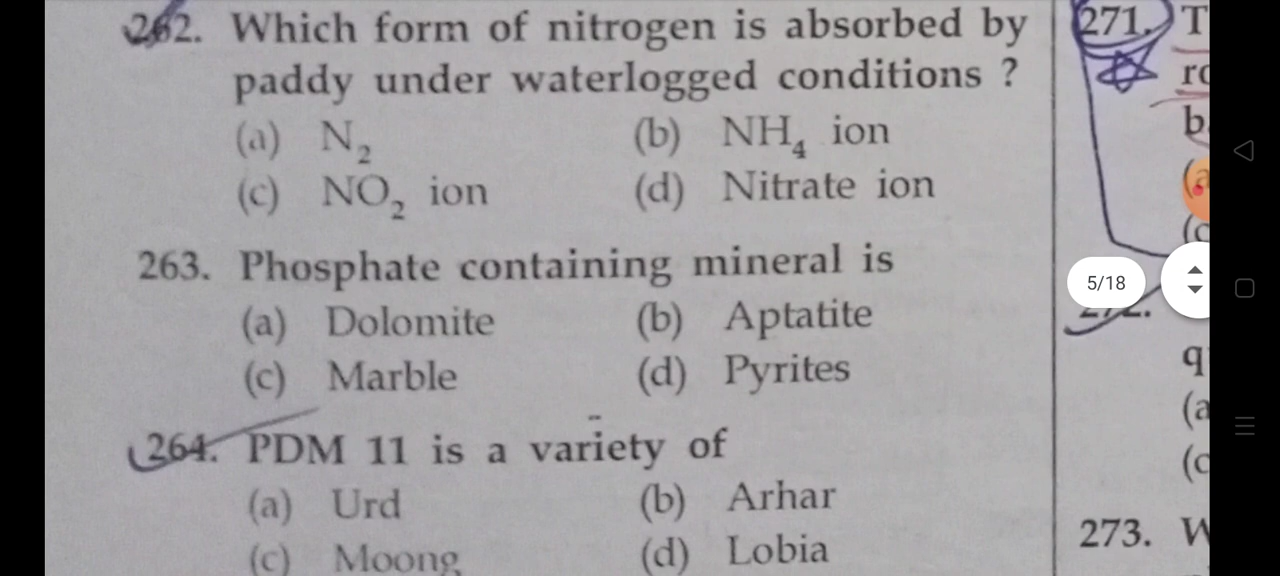 262. Which form of nitrogen is absorbed by
paddy under waterlogged conditions ?
(a) N₂ (b) NH₄ ion
(c) NO₂ ion (d) Nitrate ion
263. Phosphate containing mineral is
(a) Dolomite (b) Aptatite
(c) Marble (d) Pyrites
264. PDM 11 is a variety of
(a) Urd (b) Arhar
(c) Moong (d) Lobia
271. T
b
5/18
q
(a
(c
273. W